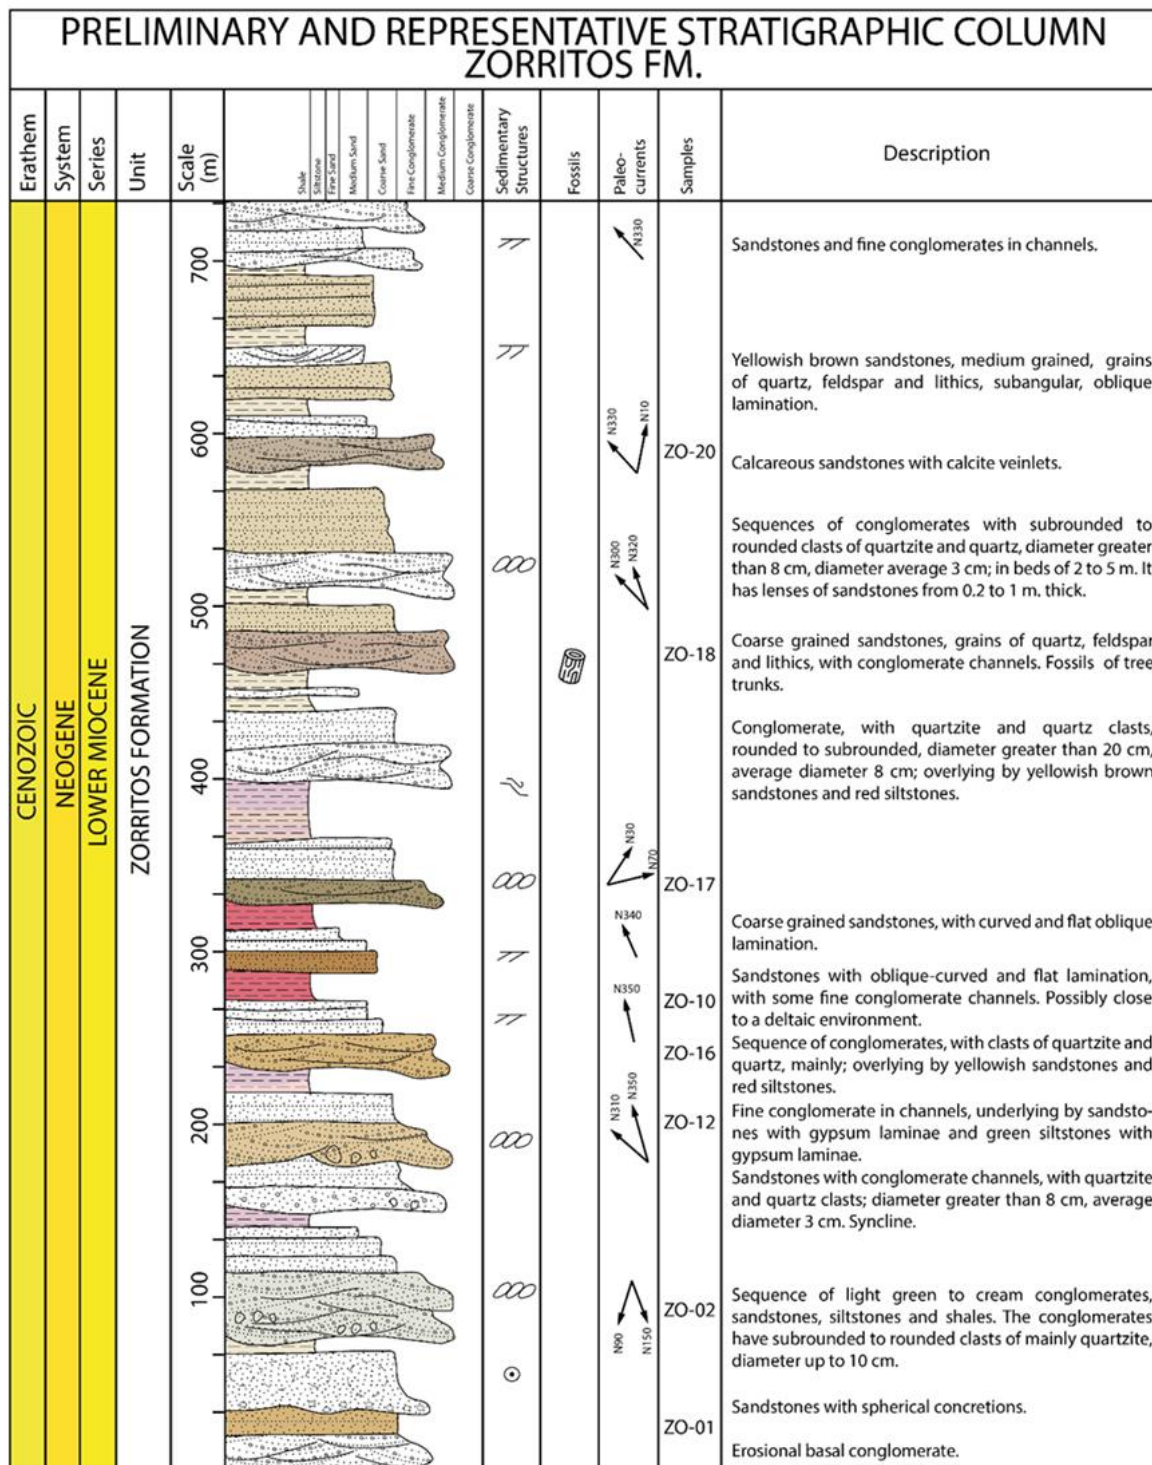 PRELIMINARY AND REPRESENTATIVE STRATIGRAPHIC COLUMN
ZORRITOS FM.
Erathem
System
Series
Unit
Scale
(m)
Shale
Siltstone
Fine Sand
Medium Sand
Coarse Sand
Fine Conglomerate
Medium Conglomerate
Coarse Conglomerate
Sedimentary
Structures
Fossils
Paleo-
currents
Samples
Description
CENOZOIC
NEOGENE
LOWER MIOCENE
ZORRITOS FORMATION
700
600
500
400
300
200
100
N330
N330
N10
N300
N320
N30
N70
N340
N350
N310
N350
N90
N150
ZO-20
ZO-18
ZO-17
ZO-10
ZO-16
ZO-12
ZO-02
ZO-01
Sandstones and fine conglomerates in channels.
Yellowish brown sandstones, medium grained, grains
of quartz, feldspar and lithics, subangular, oblique
lamination.
Calcareous sandstones with calcite veinlets.
Sequences of conglomerates with subrounded to
rounded clasts of quartzite and quartz, diameter greater
than 8 cm, diameter average 3 cm; in beds of 2 to 5 m. It
has lenses of sandstones from 0.2 to 1 m. thick.
Coarse grained sandstones, grains of quartz, feldspar
and lithics, with conglomerate channels. Fossils of tree
trunks.
Conglomerate, with quartzite and quartz clasts,
rounded to subrounded, diameter greater than 20 cm,
average diameter 8 cm; overlying by yellowish brown
sandstones and red siltstones.
Coarse grained sandstones, with curved and flat oblique
lamination.
Sandstones with oblique-curved and flat lamination,
with some fine conglomerate channels. Possibly close
to a deltaic environment.
Sequence of conglomerates, with clasts of quartzite and
quartz, mainly; overlying by yellowish sandstones and
red siltstones.
Fine conglomerate in channels, underlying by sandsto-
nes with gypsum laminae and green siltstones with
gypsum laminae.
Sandstones with conglomerate channels, with quartzite
and quartz clasts; diameter greater than 8 cm, average
diameter 3 cm. Syncline.
Sequence of light green to cream conglomerates,
sandstones, siltstones and shales. The conglomerates
have subrounded to rounded clasts of mainly quartzite,
diameter up to 10 cm.
Sandstones with spherical concretions.
Erosional basal conglomerate.